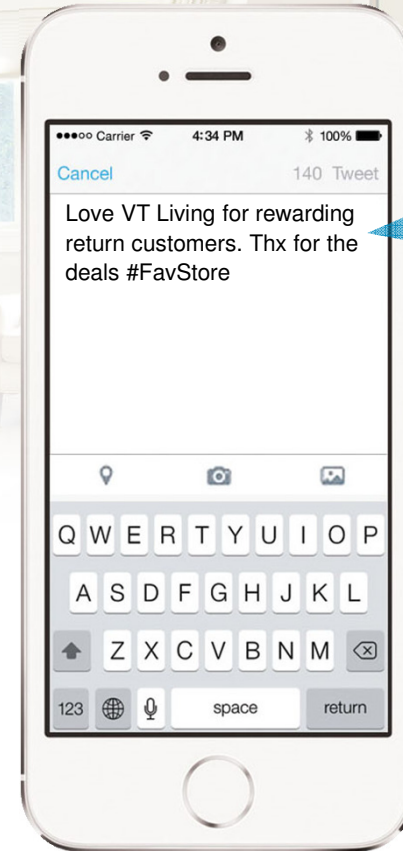 ●●●○○ Carrier 4:34 PM 100%
Cancel 140 Tweet
Love VT Living for rewarding
return customers. Thx for the
deals #FavStore
Q W E R T Y U I O P
A S D F G H J K L
Z X C V B N M
123 space return